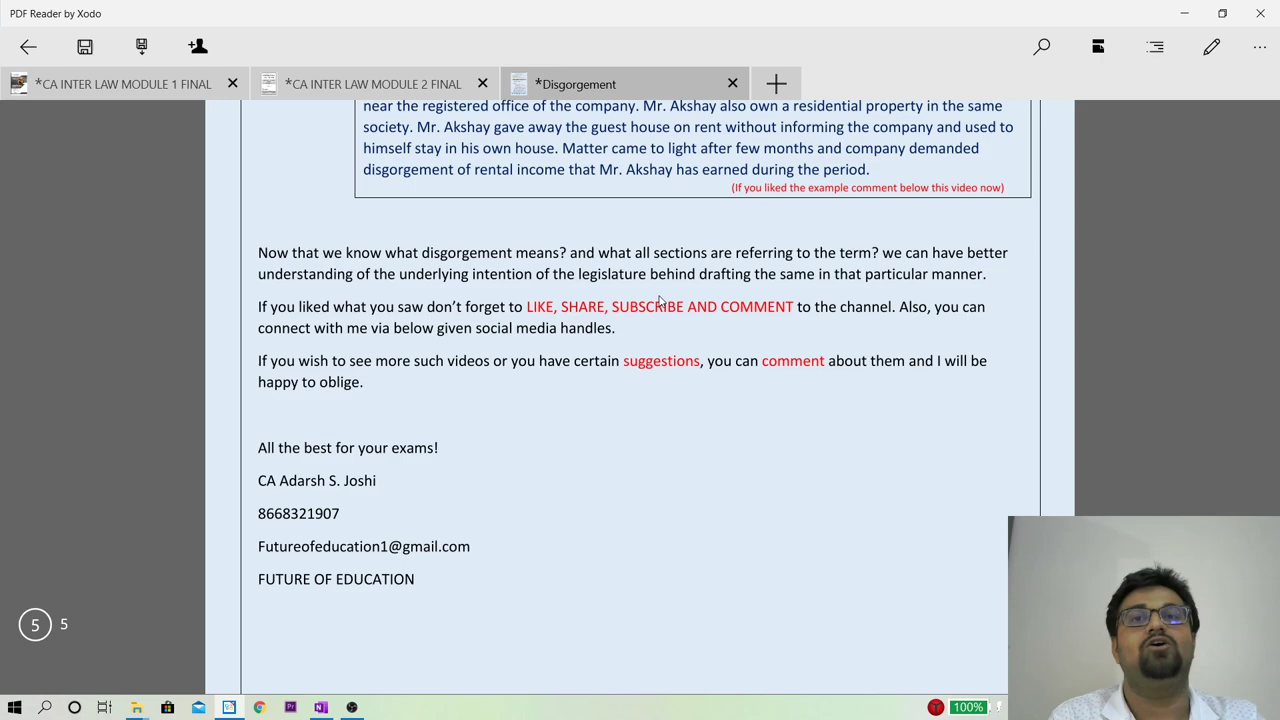 PDF Reader by Xodo
*CA INTER LAW MODULE 1 FINAL
*CA INTER LAW MODULE 2 FINAL
*Disgorgement
near the registered office of the company. Mr. Akshay also own a residential property in the same
society. Mr. Akshay gave away the guest house on rent without informing the company and used to
himself stay in his own house. Matter came to light after few months and company demanded
disgorgement of rental income that Mr. Akshay has earned during the period.
(If you liked the example comment below this video now)
Now that we know what disgorgement means? and what all sections are referring to the term? we can have better
understanding of the underlying intention of the legislature behind drafting the same in that particular manner.
If you liked what you saw don’t forget to LIKE, SHARE, SUBSCRIBE AND COMMENT to the channel. Also, you can
connect with me via below given social media handles.
If you wish to see more such videos or you have certain suggestions, you can comment about them and I will be
happy to oblige.
All the best for your exams!
CA Adarsh S. Joshi
8668321907
Futureofeducation1@gmail.com
FUTURE OF EDUCATION
5 5
100%